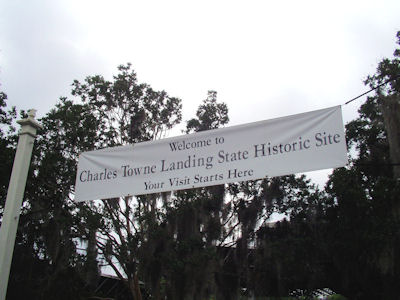 Welcome to
Charles Towne Landing State Historic Site
Your Visit Starts Here